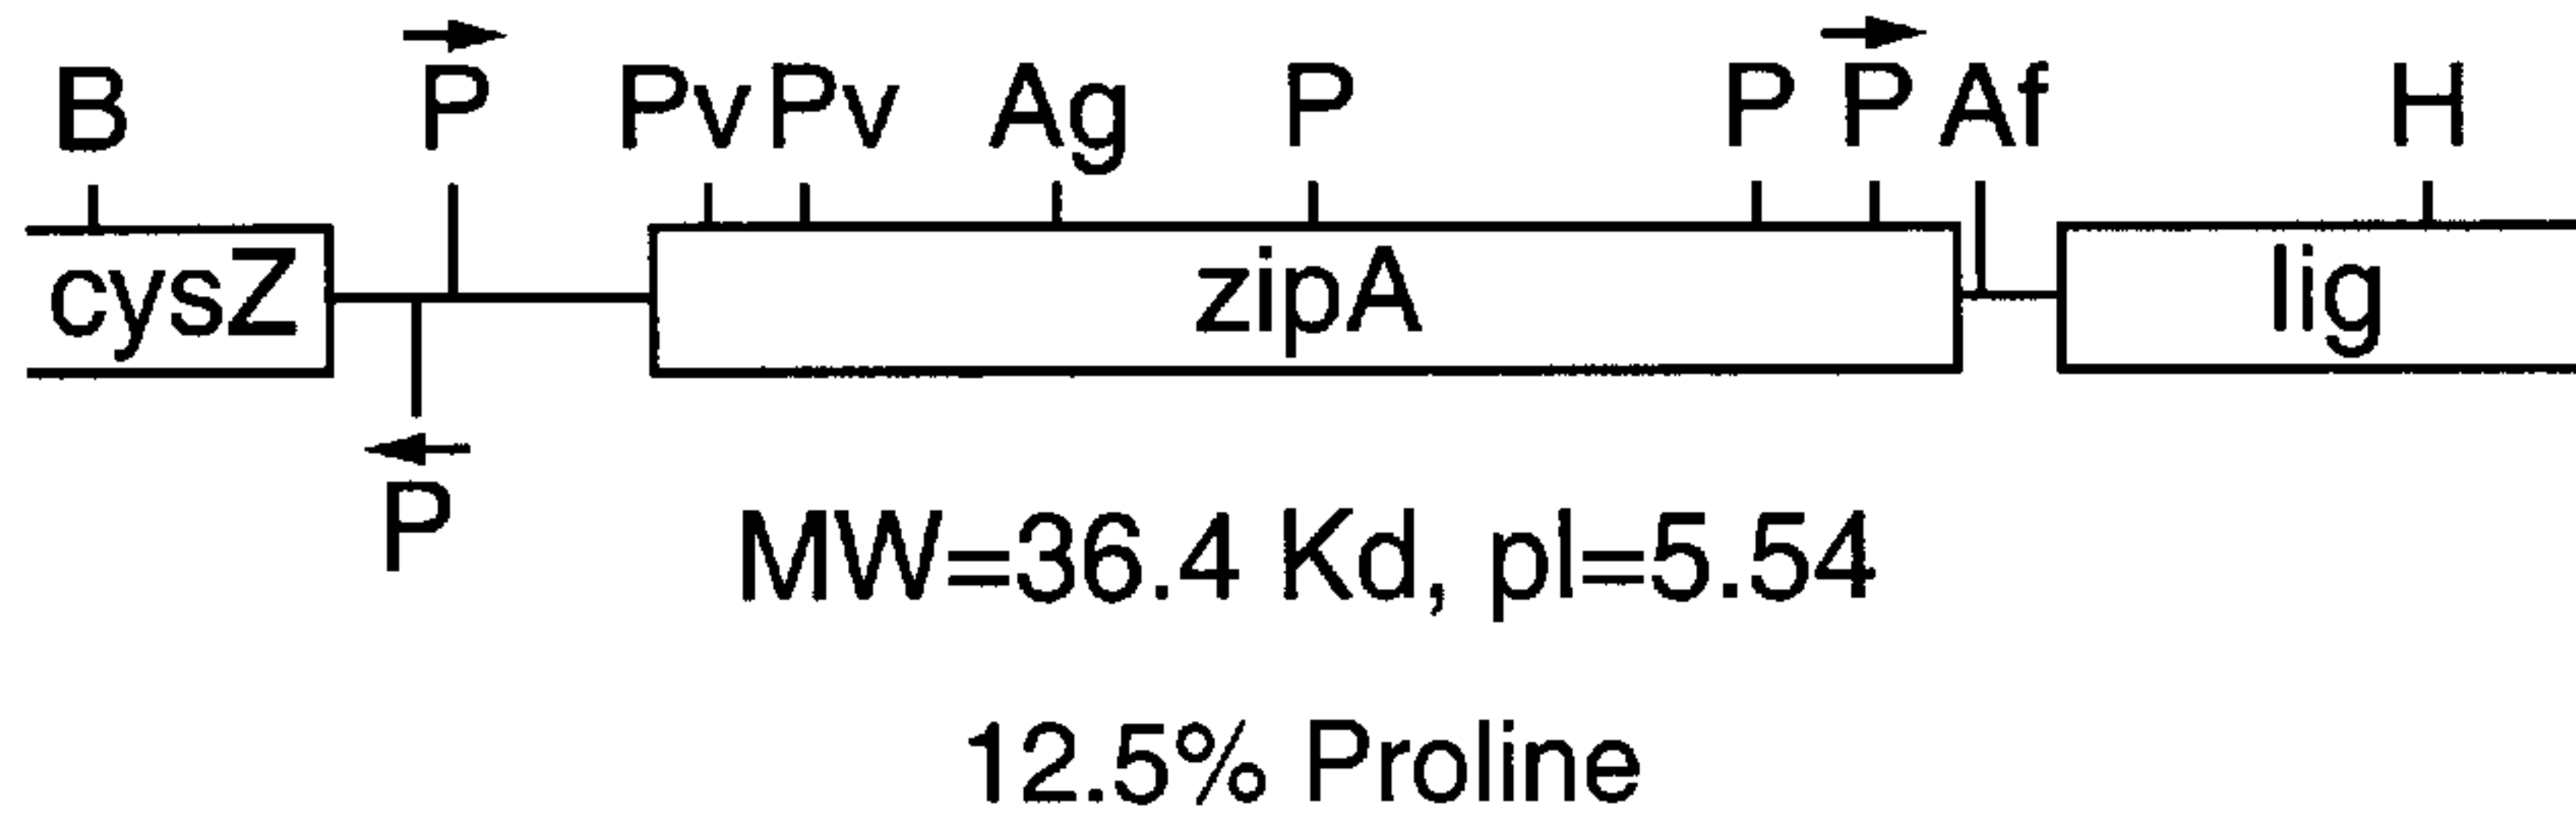 B P Pv Pv Ag P P P Af H
cysZ zipA lig
P
MW=36.4 Kd, pI=5.54
12.5% Proline